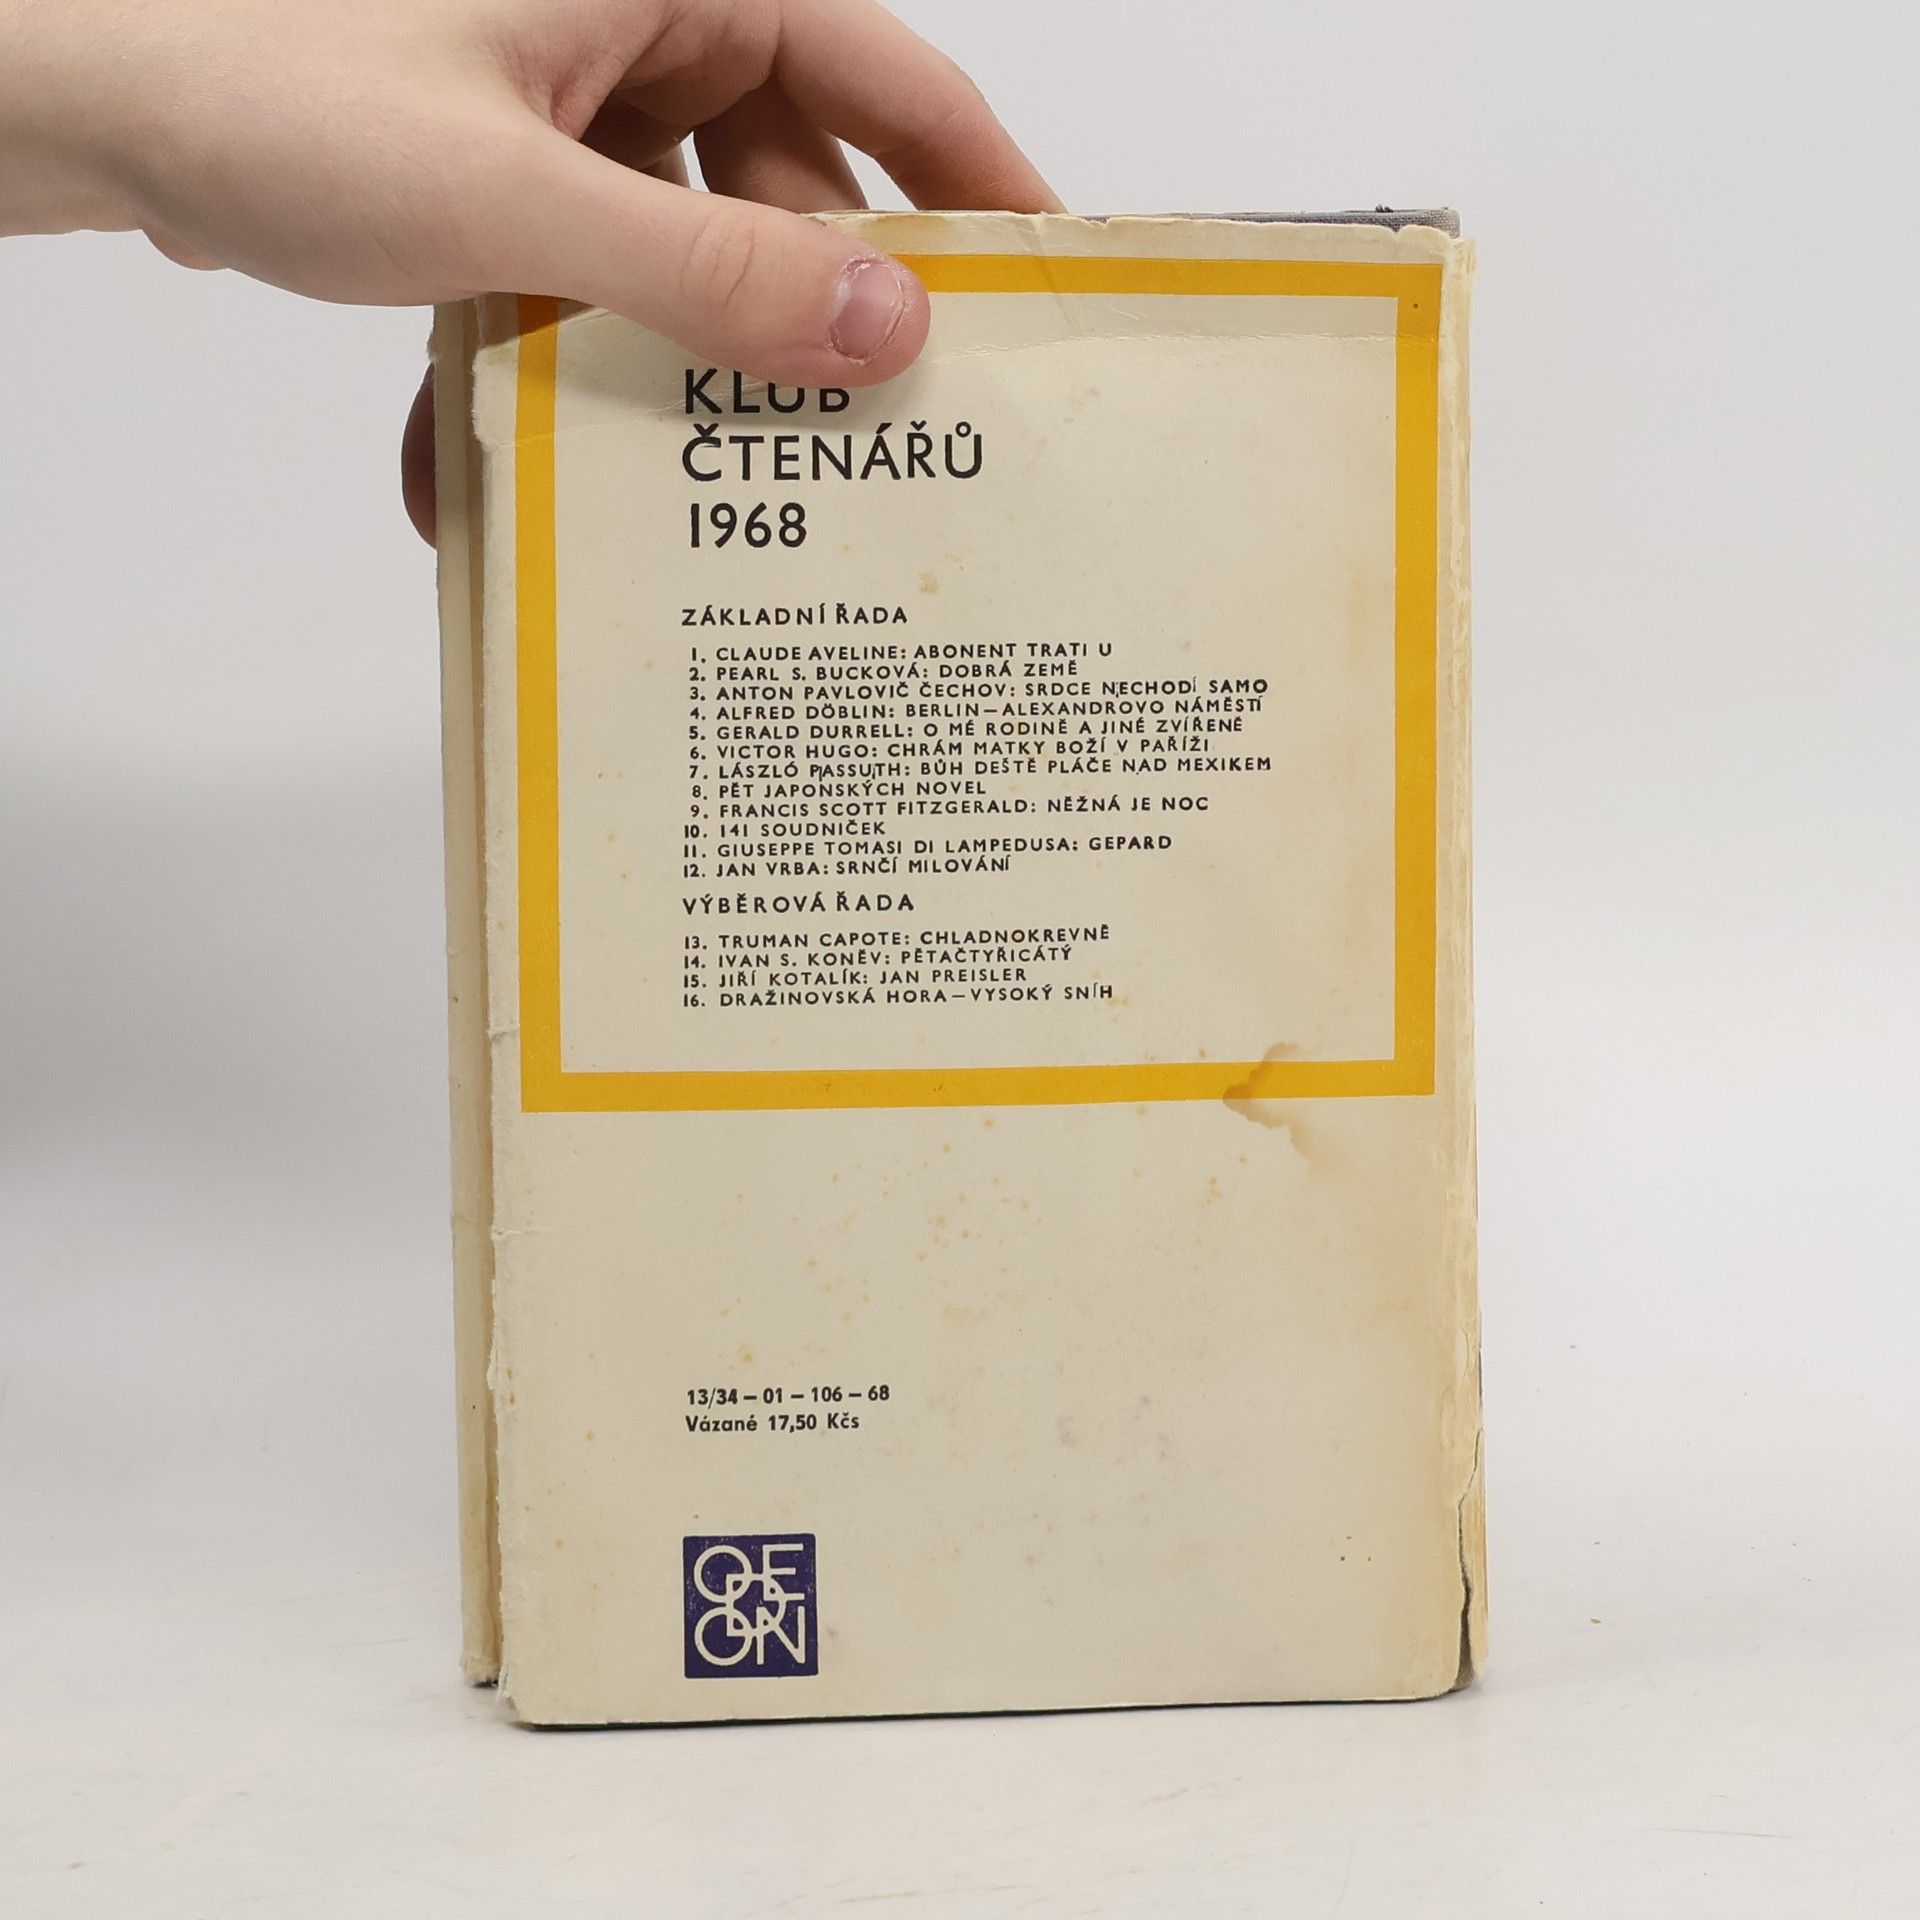 KLUB
ČTENÁŘŮ
1968
ZÁKLADNÍ ŘADA
1. CLAUDE AVELINE: ABONENT TRATI U
2. PEARL S. BUCKOVÁ: DOBRÁ ZEMĚ
3. ANTON PAVLOVIČ ČECHOV: SRDCE NECHODÍ SAMO
4. ALFRED DÖBLIN: BERLIN – ALEXANDROVO NÁMĚSTÍ
5. GERALD DURRELL: O MÉ RODINĚ A JINÉ ZVÍŘENĚ
6. VICTOR HUGO: CHRÁM MATKY BOŽÍ V PAŘÍŽI
7. LÁSZLÓ PASSUTH: BŮH DEŠTĚ PLÁČE NAD MEXIKEM
8. PĚT JAPONSKÝCH NOVEL
9. FRANCIS SCOTT FITZGERALD: NĚŽNÁ JE NOC
10. 141 SOUDNIČEK
11. GIUSEPPE TOMASI DI LAMPEDUSA: GEPARD
12. JAN VRBA: SRNČÍ MILOVÁNÍ
VÝBĚROVÁ ŘADA
13. TRUMAN CAPOTE: CHLADNOKREVNĚ
14. IVAN S. KONĚV: PĚTAČTYŘICÁTÝ
15. JIŘÍ KOTALÍK: JAN PREISLER
16. DRAŽINOVSKÁ HORA – VYSOKÝ SNÍH
13/34 – 01 – 106 – 68
Vázané 17,50 Kčs
ODEON